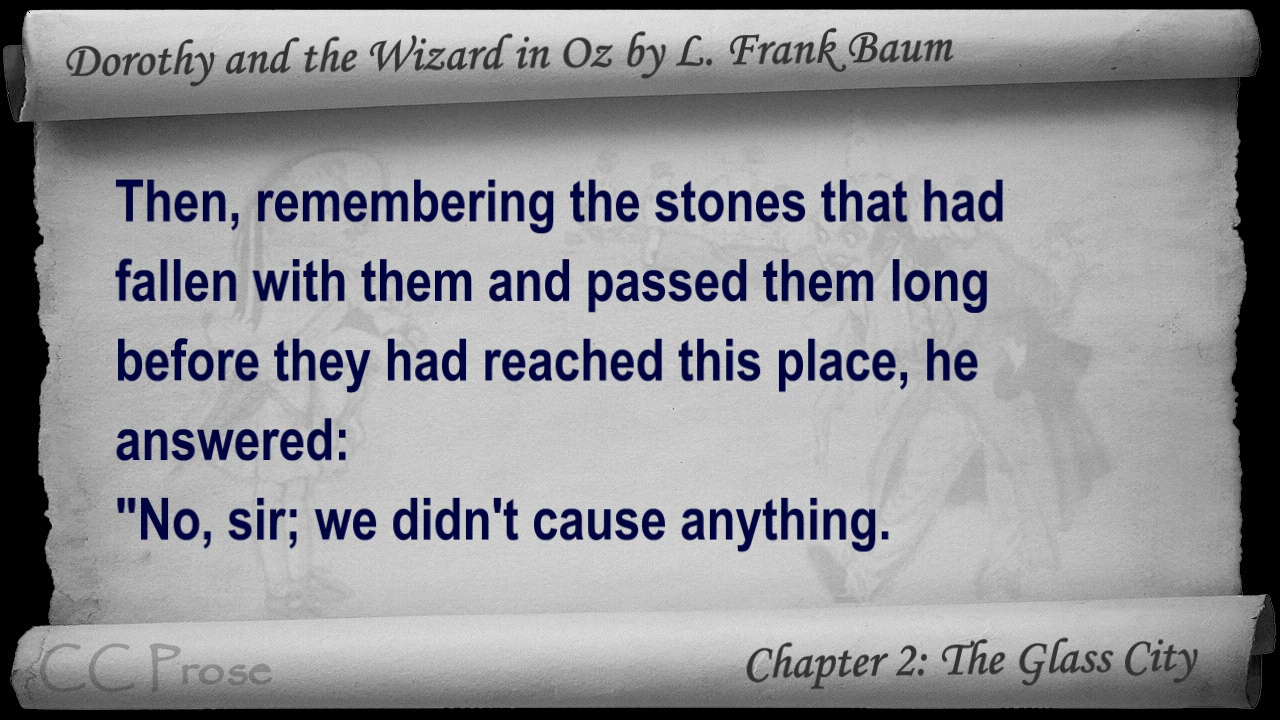 Dorothy and the Wizard in Oz by L. Frank Baum
Then, remembering the stones that had
fallen with them and passed them long
before they had reached this place, he
answered:
"No, sir; we didn't cause anything.
CC Prose
Chapter 2: The Glass City